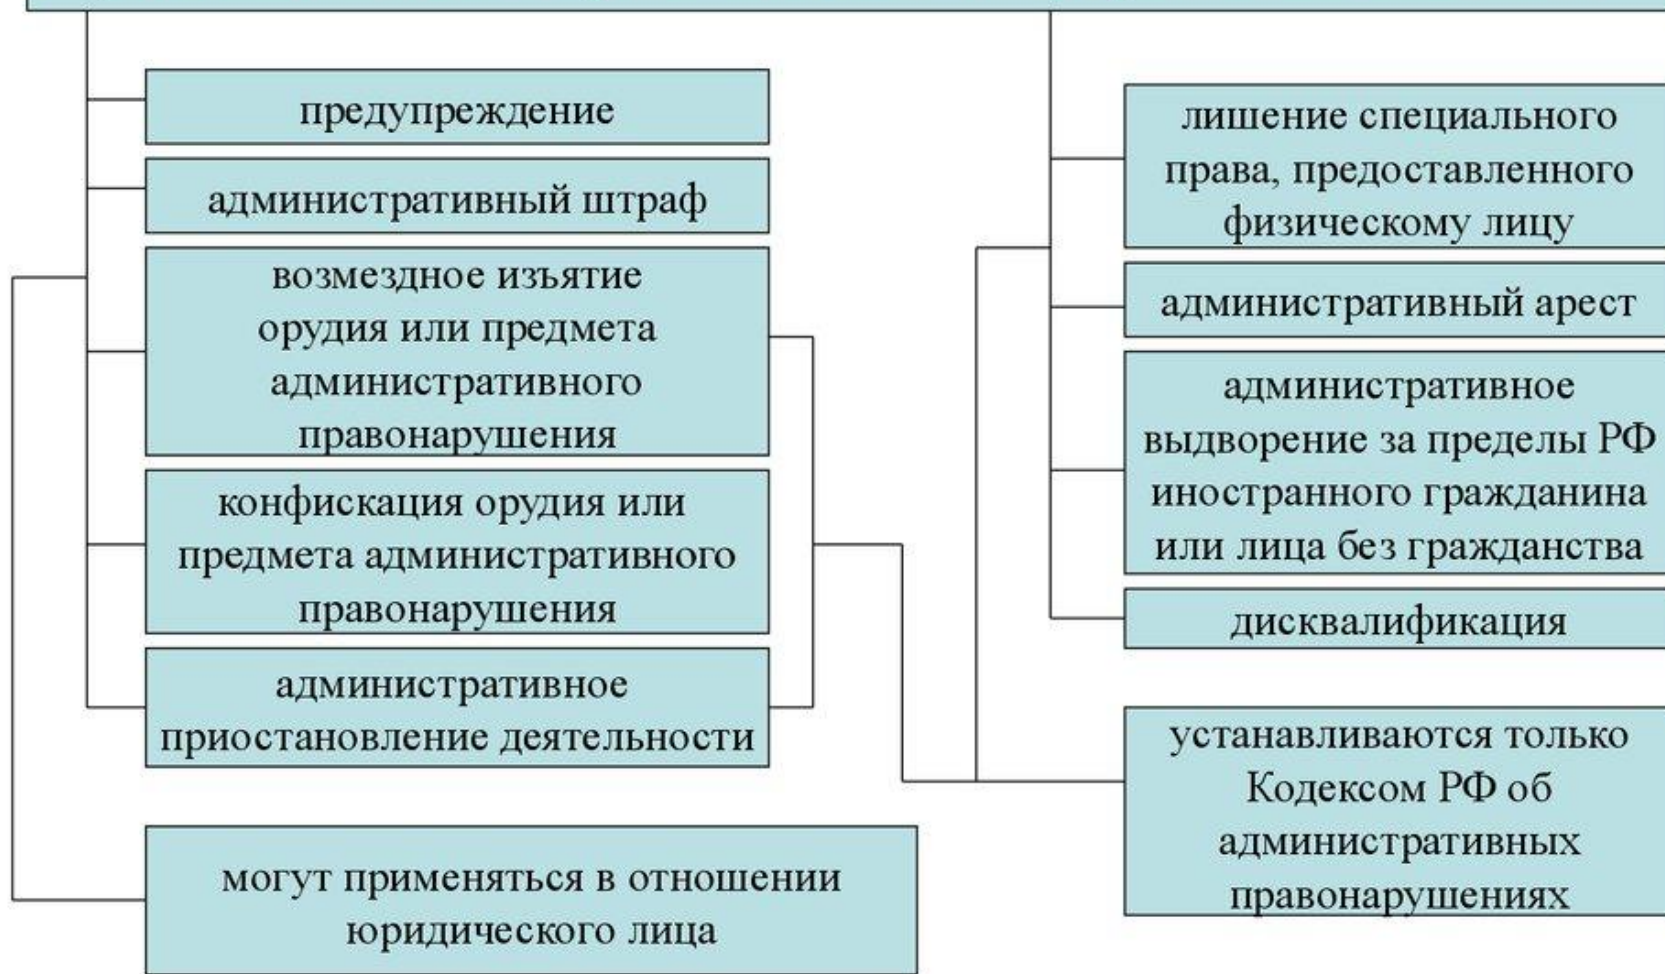 предупреждение
административный штраф
возмездное изъятие
орудия или предмета
административного
правонарушения
конфискация орудия или
предмета административного
правонарушения
административное
приостановление деятельности
могут применяться в отношении
юридического лица
лишение специального
права, предоставленного
физическому лицу
административный арест
административное
выдворение за пределы РФ
иностранного гражданина
или лица без гражданства
дисквалификация
устанавливаются только
Кодексом РФ об
административных
правонарушениях